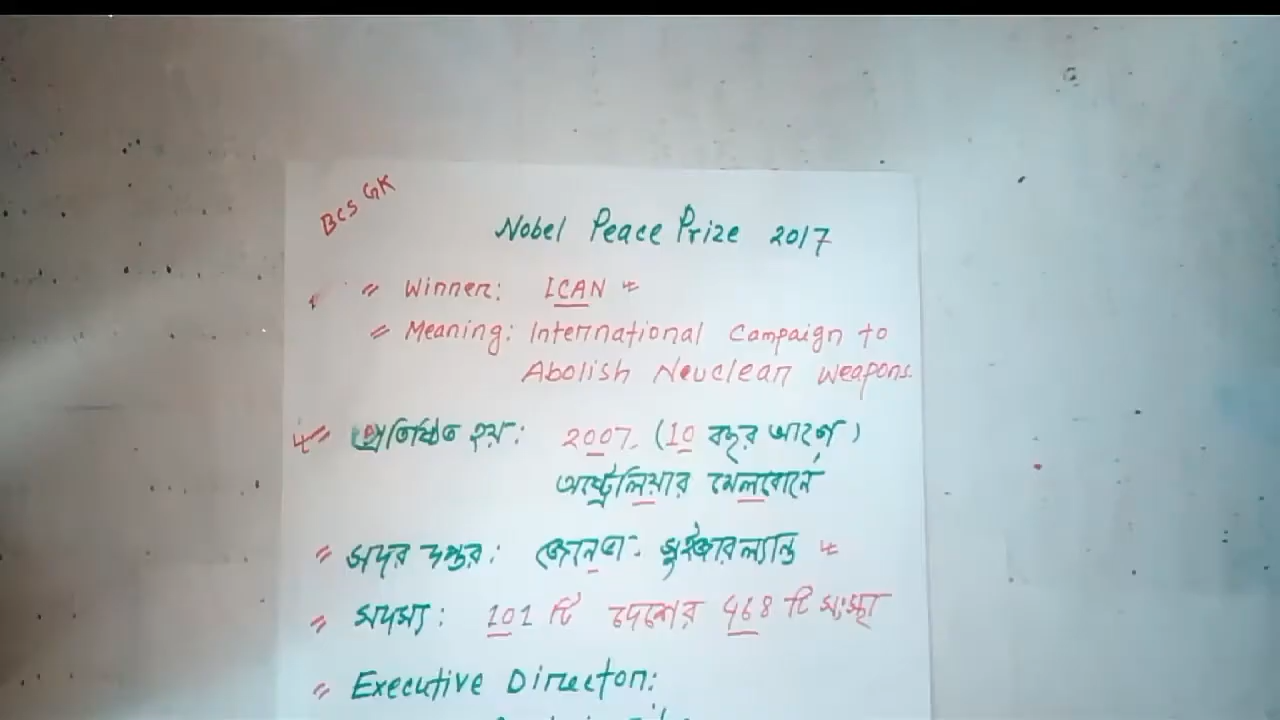 BCS GK
Nobel Peace Prize 2017
Winner: ICAN
Meaning: International Campaign to
Abolish Neuclear Weapons.
প্রতিষ্ঠিত হয়: 2007. (10 বছর আগে)
অস্ট্রেলিয়ার মেলবোর্নে
সদর দপ্তর: জেনেভা- সুইজারল্যান্ড
সদস্য: 101 টি দেশের 468 টি সংস্থা
Executive Director: